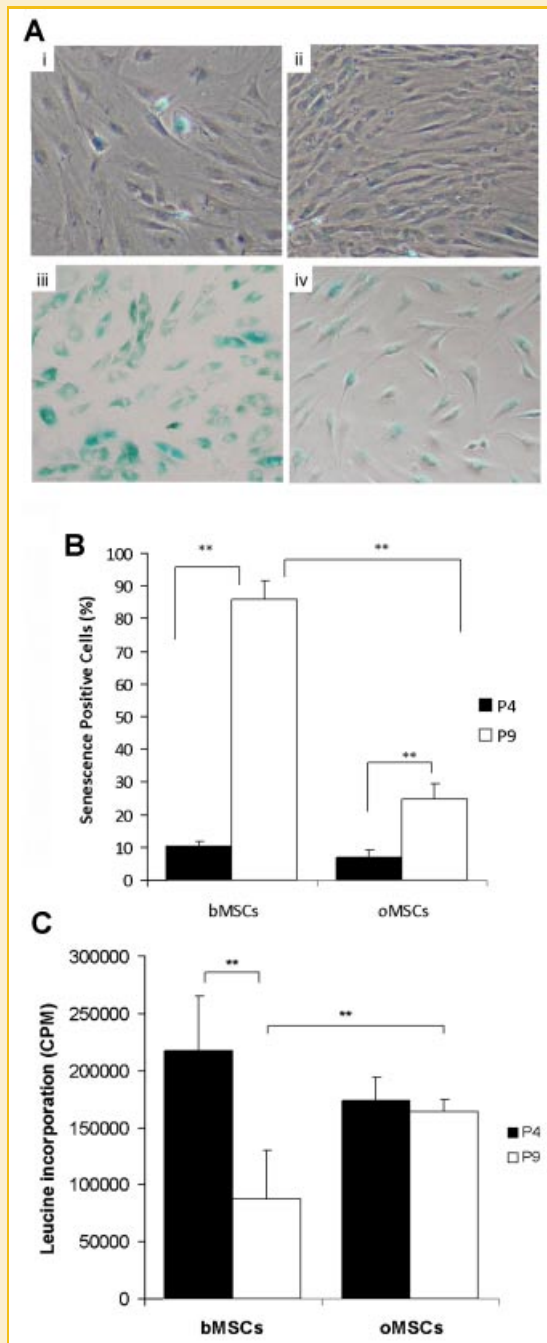 A
i
ii
iii
iv
B
100
90
80
70
60
50
40
30
20
10
0
Senescence Positive Cells (%)
**
**
**
P4
P9
bMSCs
oMSCs
C
300000
250000
200000
150000
100000
50000
0
Leucine incorporation (CPM)
**
**
P4
P9
bMSCs
oMSCs